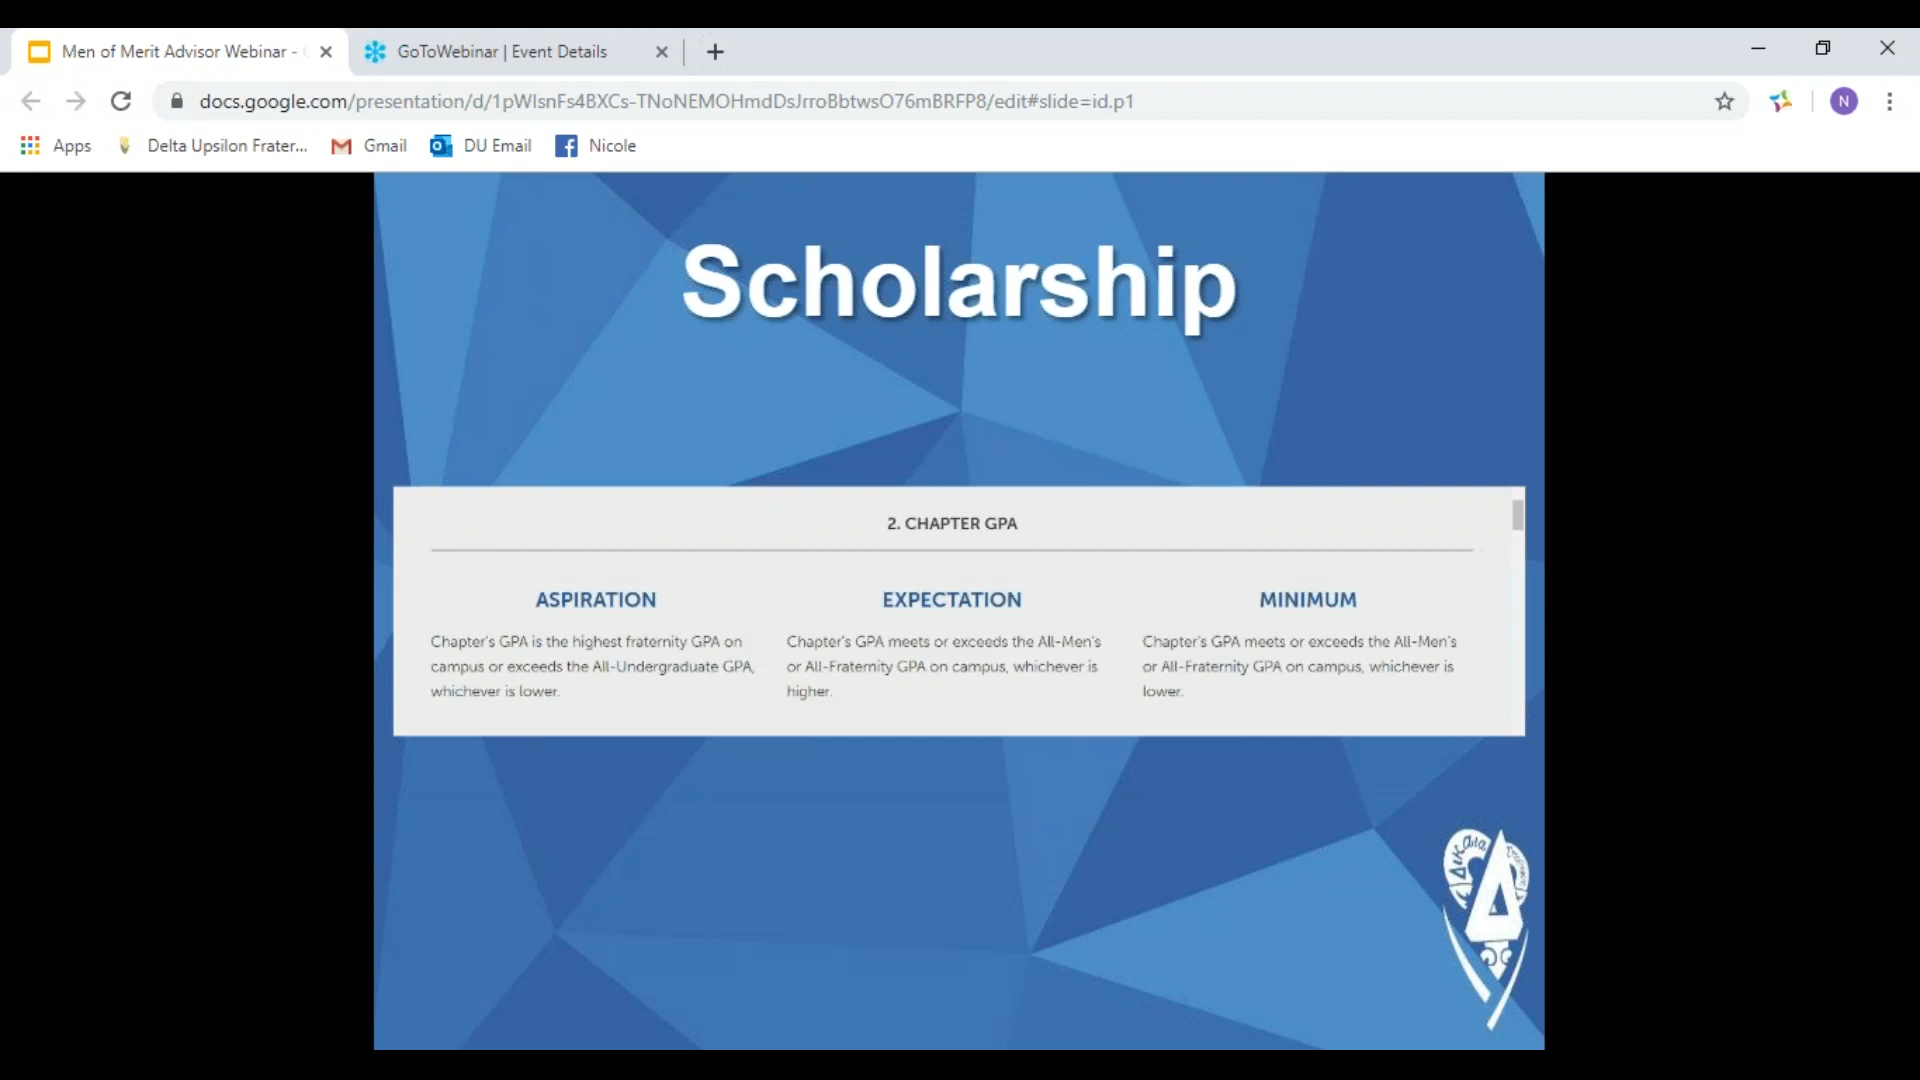 Men of Merit Advisor Webinar -
GoToWebinar | Event Details
docs.google.com/presentation/d/1pWIsnFs4BXCs-TNoNEMOHmdDsJrroBbtwsO76mBRFP8/edit#slide=id.p1
N
Apps
Delta Upsilon Frater...
Gmail
DU Email
Nicole
Scholarship
2. CHAPTER GPA
ASPIRATION
Chapter's GPA is the highest fraternity GPA on
campus or exceeds the All-Undergraduate GPA,
whichever is lower.
EXPECTATION
Chapter's GPA meets or exceeds the All-Men's
or All-Fraternity GPA on campus, whichever is
higher.
MINIMUM
Chapter's GPA meets or exceeds the All-Men's
or All-Fraternity GPA on campus, whichever is
lower.
Δικαια